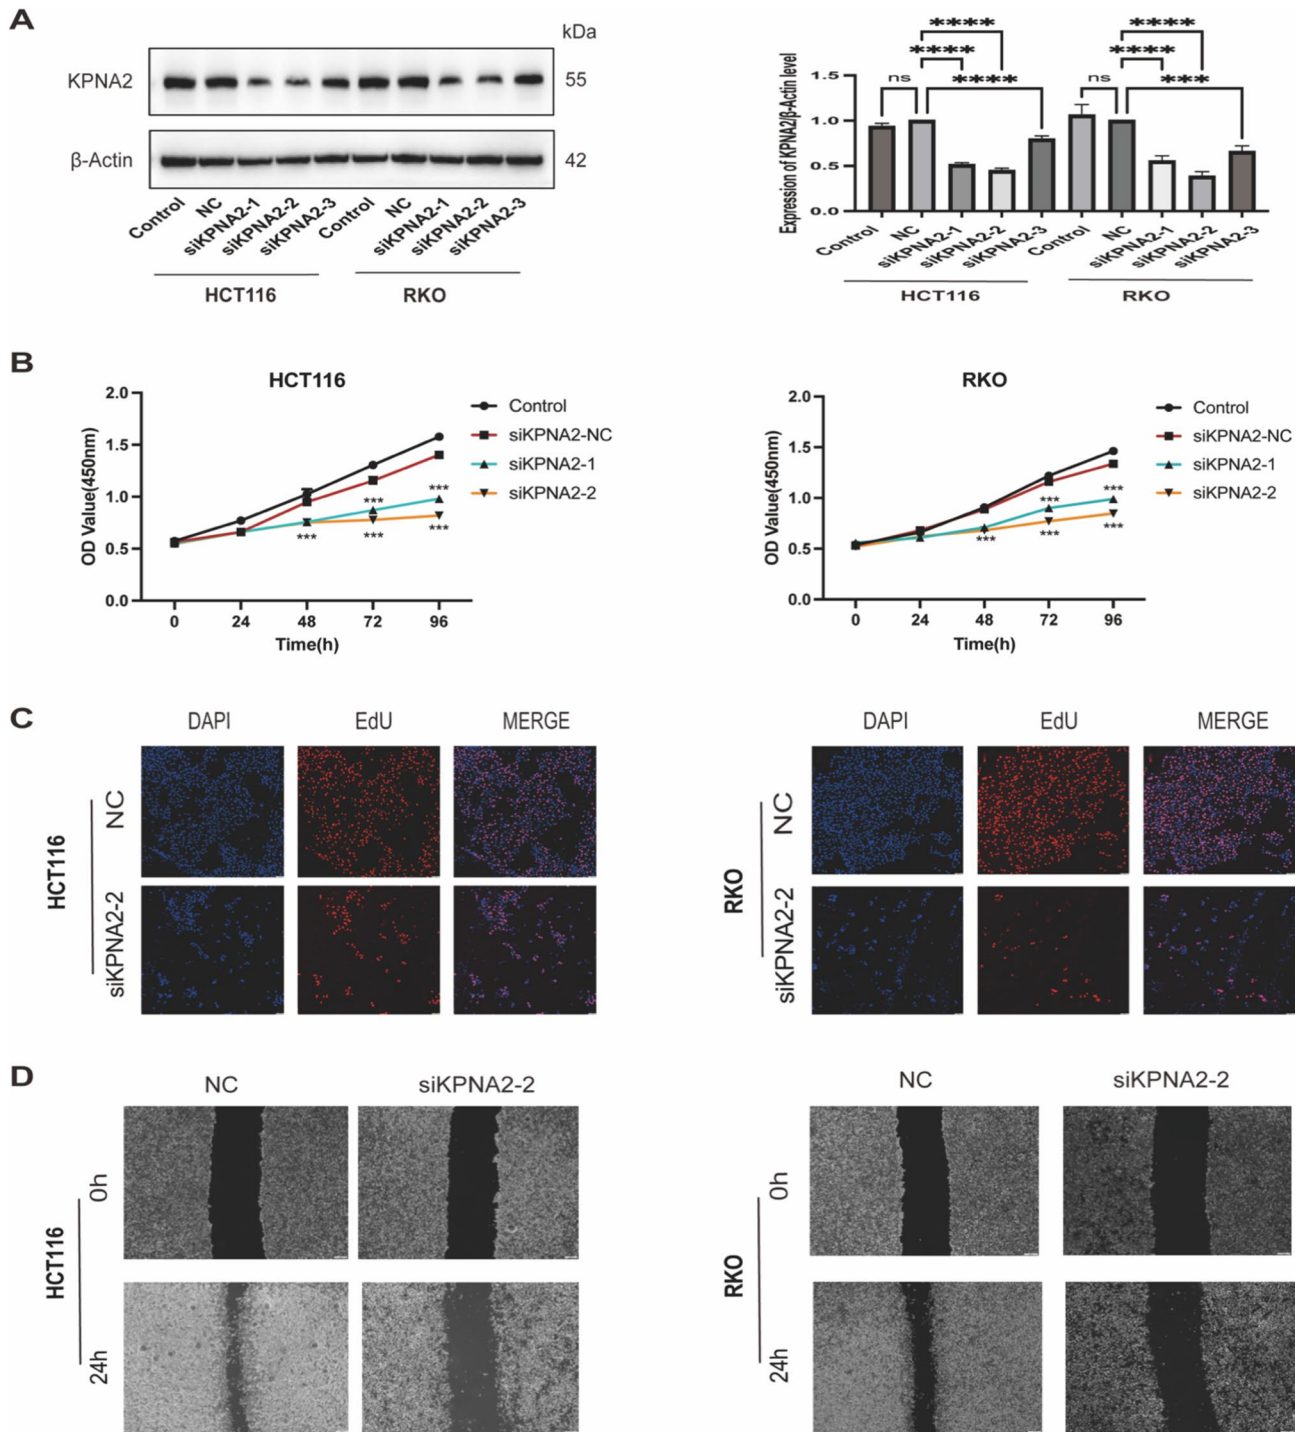 A
kDa
KPNA2
55
β-Actin
42
Control
NC
siKPNA2-1
siKPNA2-2
siKPNA2-3
Control
NC
siKPNA2-1
siKPNA2-2
siKPNA2-3
HCT116
RKO
Expression of KPNA2/β-Actin level
1.5
1.0
0.5
0.0
ns
****
****
****
ns
****
****
***
Control
NC
siKPNA2-1
siKPNA2-2
siKPNA2-3
Control
NC
siKPNA2-1
siKPNA2-2
siKPNA2-3
HCT116
RKO
B
HCT116
OD Value(450nm)
2.0
1.5
1.0
0.5
0.0
0 24 48 72 96
Time(h)
*** ***
*** *** ***
Control
siKPNA2-NC
siKPNA2-1
siKPNA2-2
RKO
OD Value(450nm)
2.0
1.5
1.0
0.5
0.0
0 24 48 72 96
Time(h)
*** ***
*** *** ***
Control
siKPNA2-NC
siKPNA2-1
siKPNA2-2
C
DAPI EdU MERGE
HCT116
NC
siKPNA2-2
DAPI EdU MERGE
RKO
NC
siKPNA2-2
D
NC siKPNA2-2
HCT116
0h
24h
NC siKPNA2-2
RKO
0h
24h